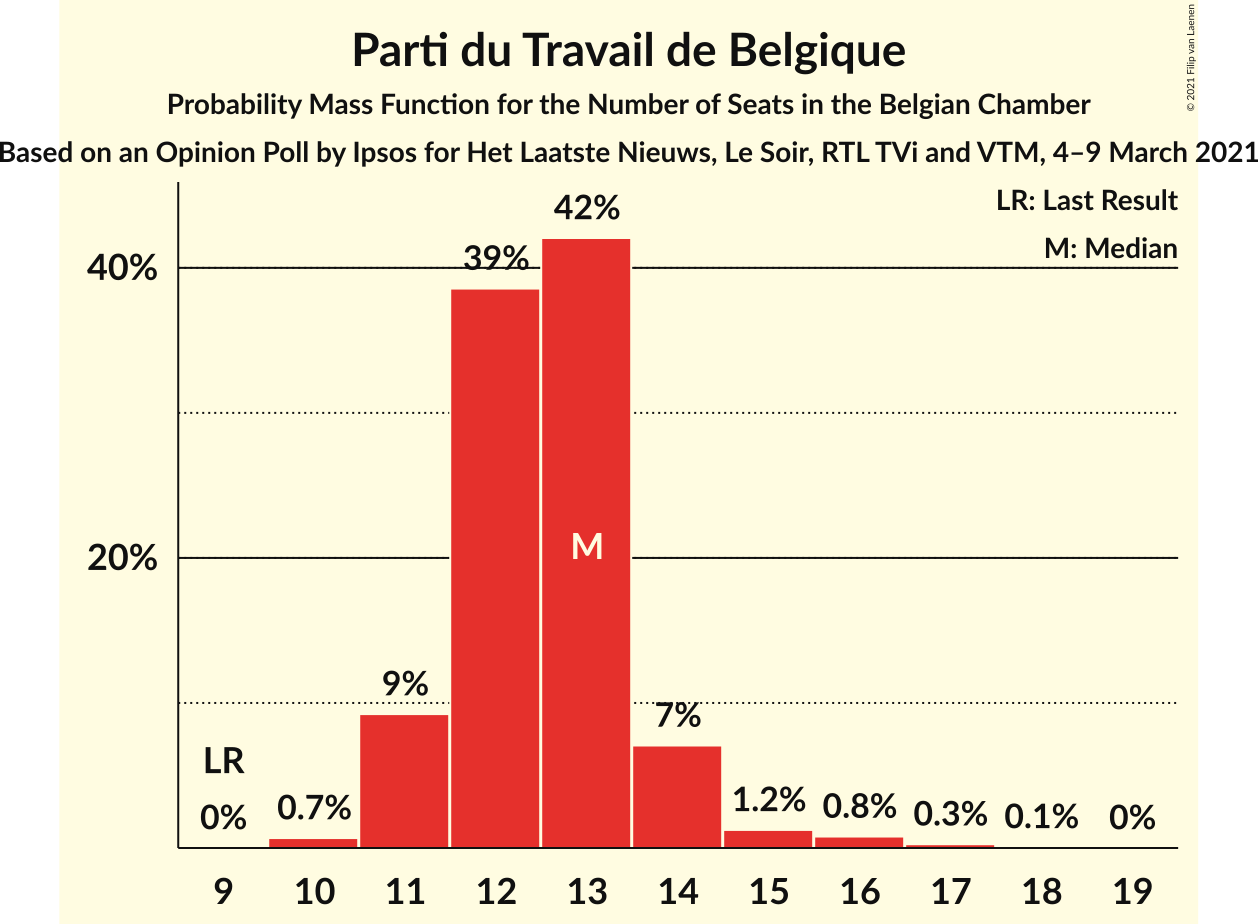 Parti du Travail de Belgique
Probability Mass Function for the Number of Seats in the Belgian Chamber
Based on an Opinion Poll by Ipsos for Het Laatste Nieuws, Le Soir, RTL TVi and VTM, 4–9 March 2021
© 2021 Filip van Laenen
LR: Last Result
M: Median
42%
39%
40%
M
20%
9%
7%
LR
0%
0.7%
1.2%
0.8%
0.3%
0.1%
0%
9 10 11 12 13 14 15 16 17 18 19